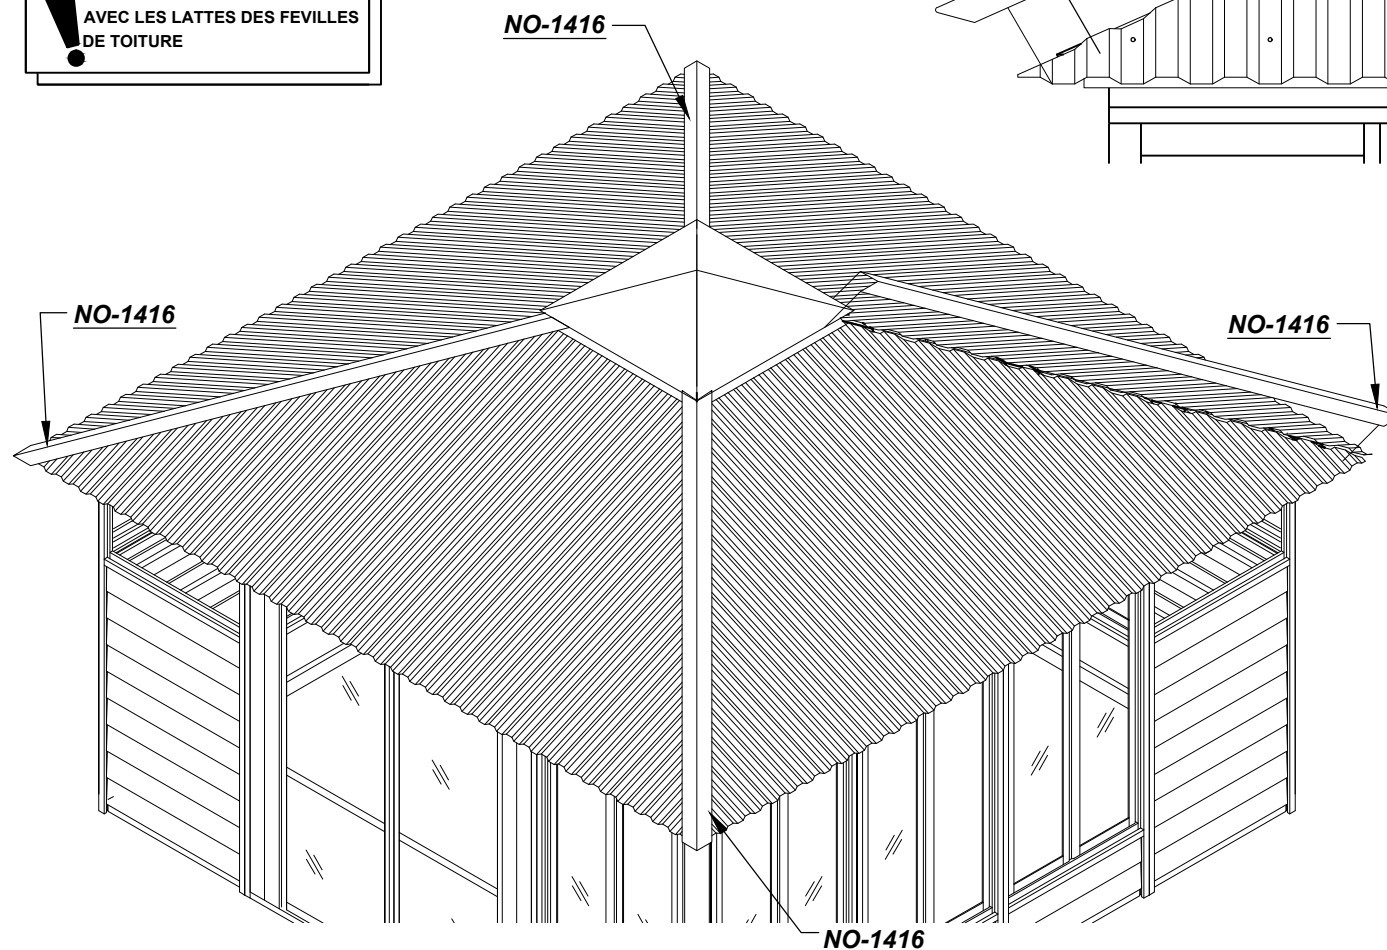 AVEC LES LATTES DES FEVILLES
DE TOITURE
NO-1416
NO-1416
NO-1416
NO-1416